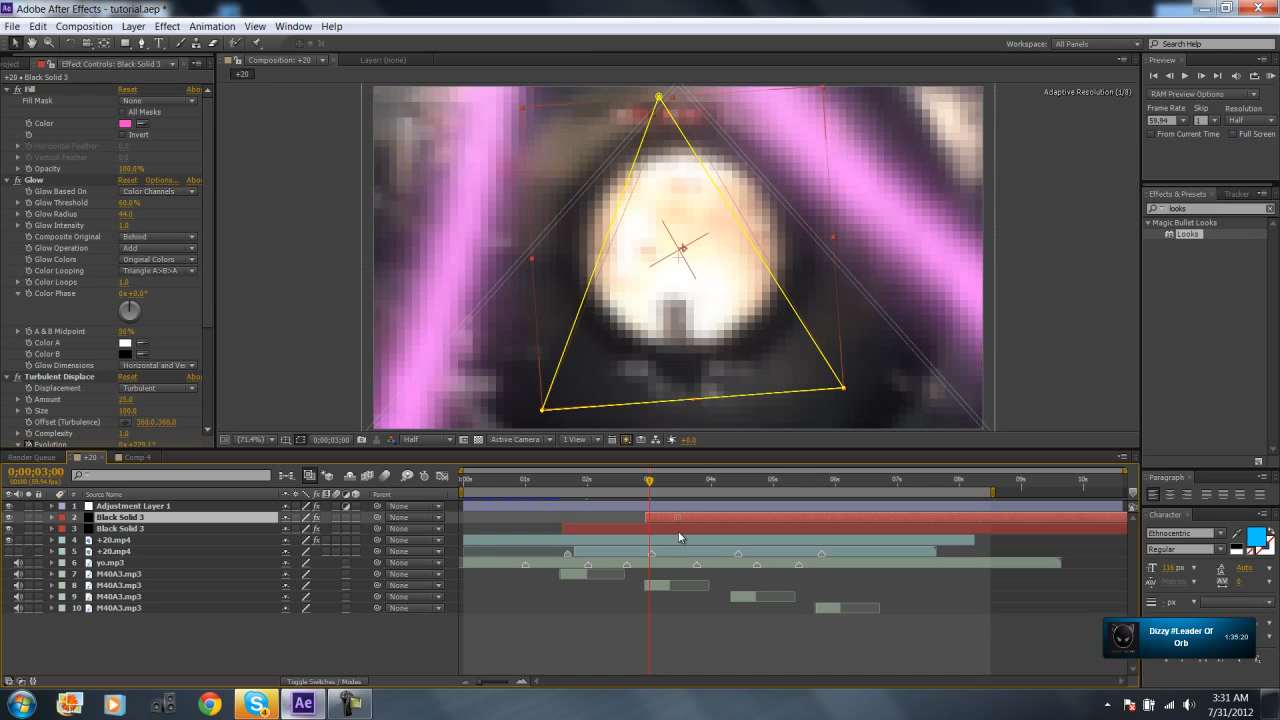 Adobe After Effects - tutorial.aep *
File Edit Composition Layer Effect Animation View Window Help
Workspace: All Panels Search Help
roject Effect Controls: Black Solid 3
Composition: +20 Layer: (none)
+20 • Black Solid 3
+20
Adaptive Resolution (1/8)
Fill Reset Abo
Fill Mask None
All Masks
Color
Invert
Horizontal Feather 0.0
Vertical Feather 0.0
Opacity 100.0%
Glow Reset Options... Abo
Glow Based On Color Channels
Glow Threshold 60.0%
Glow Radius 44.0
Glow Intensity 1.0
Composite Original Behind
Glow Operation Add
Glow Colors Original Colors
Color Looping Triangle A>B>A
Color Loops 1.0
Color Phase 0x+0.0°
A & B Midpoint 50%
Color A
Color B
Glow Dimensions Horizontal and Ver
Turbulent Displace Reset Abo
Displacement Turbulent
Amount 25.0
Size 100.0
Offset (Turbulence) 360.0,360.0
Complexity 1.0
Evolution
(71.4%) 0;00;03;00 Half Active Camera 1 View +0.0
Preview
RAM Preview Options
Frame Rate Skip Resolution
59.94 1 Half
From Current Time Full Screen
Effects & Presets Tracker
looks
Magic Bullet Looks
Looks
Paragraph
Character
Ethnocentric
Regular
116 px Auto
Metrics 0
px
Render Queue +20 Comp 4
0;00;03;00
00180 (59.94 fps)
# Source Name Parent
:00s 01s 02s 03s 04s 05s 06s 07s 08s 09s 10s
1 Adjustment Layer 1 None
2 Black Solid 3 None
3 Black Solid 3 None
4 +20.mp4 None
5 +20.mp4 None
6 yo.mp3 None
7 M40A3.mp3 None
8 M40A3.mp3 None
9 M40A3.mp3 None
10 M40A3.mp3 None
Toggle Switches / Modes
Dizzy #Leader Of Orb 1:35:20
3:31 AM
7/31/2012